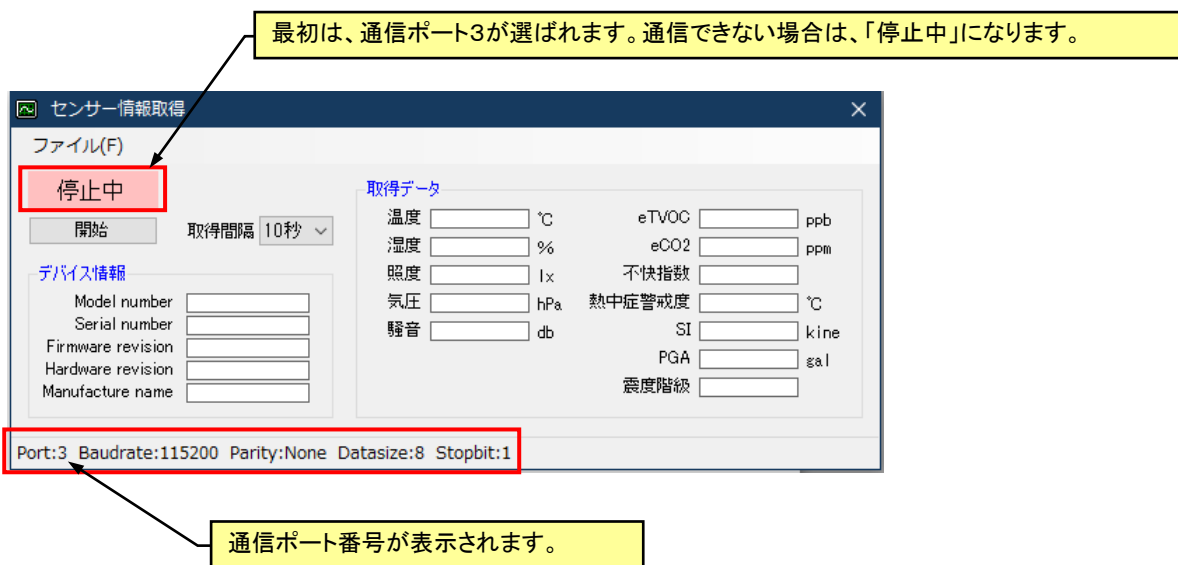 最初は、通信ポート3が選ばれます。通信できない場合は、「停止中」になります。
センサー情報取得
ファイル(F)
停止中
開始 取得間隔 10秒
デバイス情報
Model number
Serial number
Firmware revision
Hardware revision
Manufacture name
取得データ
温度 ℃ eTVOC ppb
湿度 % eCO2 ppm
照度 lx 不快指数
気圧 hPa 熱中症警戒度 ℃
騒音 db SI kine
PGA gal
震度階級
Port:3 Baudrate:115200 Parity:None Datasize:8 Stopbit:1
通信ポート番号が表示されます。